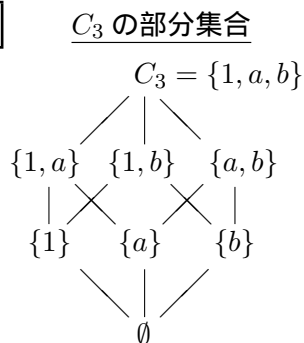 ]
C₃ の部分集合
C₃ = {1, a, b}
{1, a} {1, b} {a, b}
{1} {a} {b}
∅